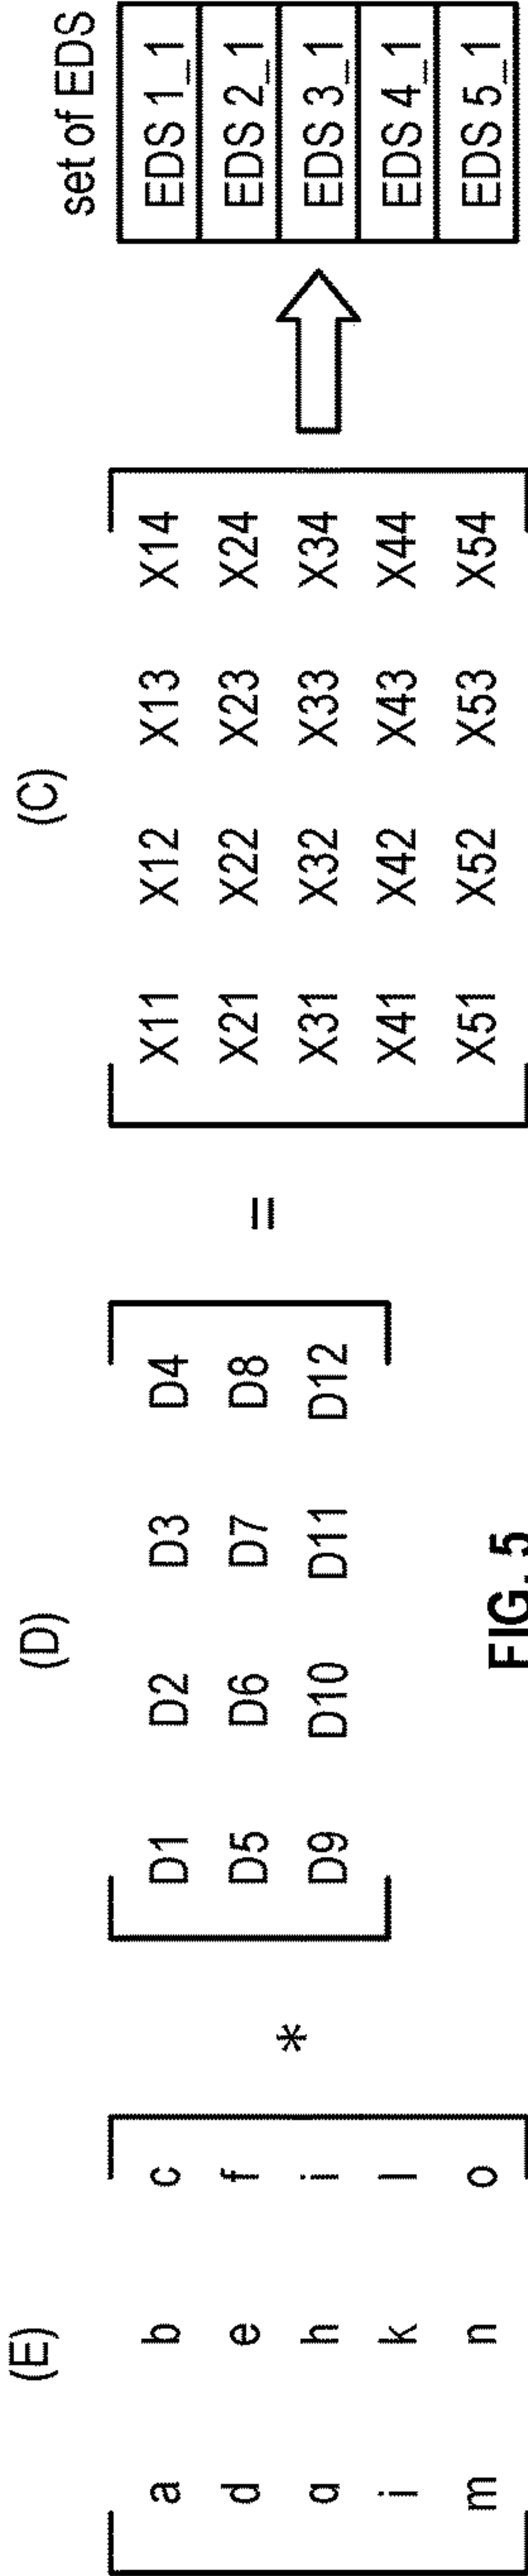 (E)
a b c
d e f
g h i
j k l
m n o
*
(D)
D1 D2 D3 D4
D5 D6 D7 D8
D9 D10 D11 D12
=
(C)
X11 X12 X13 X14
X21 X22 X23 X24
X31 X32 X33 X34
X41 X42 X43 X44
X51 X52 X53 X54
set of EDS
EDS 1_1
EDS 2_1
EDS 3_1
EDS 4_1
EDS 5_1
FIG. 5